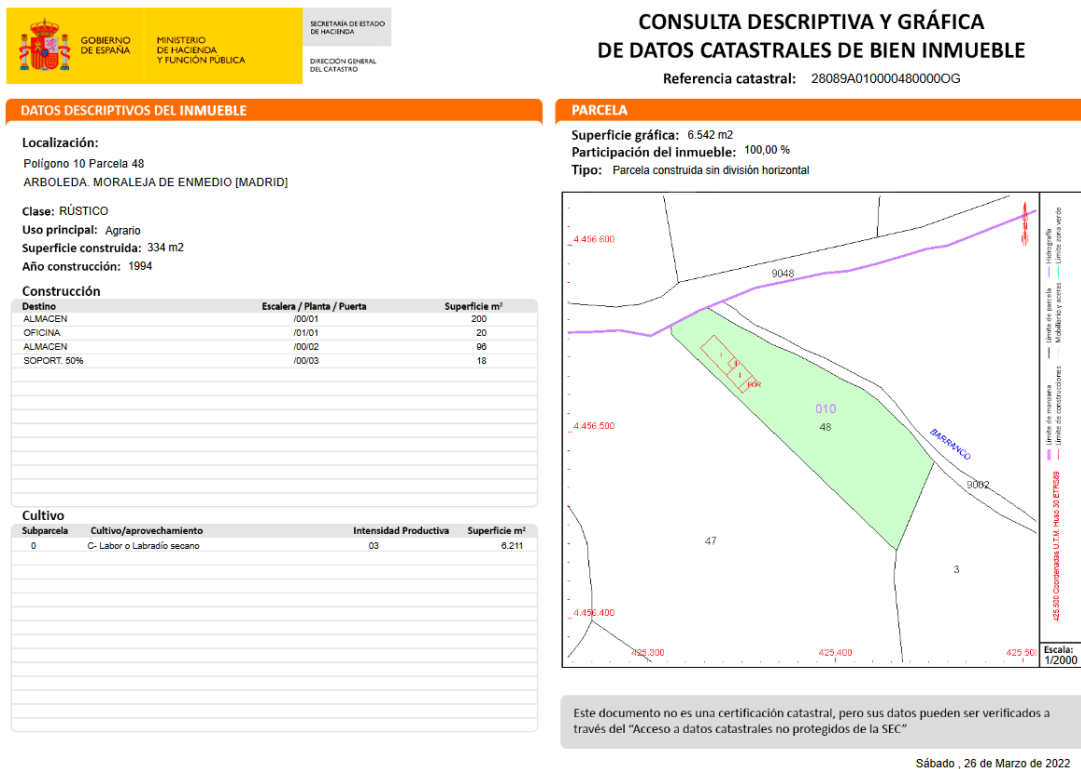 GOBIERNO
DE ESPAÑA
MINISTERIO
DE HACIENDA
Y FUNCIÓN PÚBLICA
SECRETARÍA DE ESTADO
DE HACIENDA
DIRECCIÓN GENERAL
DEL CATASTRO
CONSULTA DESCRIPTIVA Y GRÁFICA
DE DATOS CATASTRALES DE BIEN INMUEBLE
Referencia catastral: 28089A010000480000OG
DATOS DESCRIPTIVOS DEL INMUEBLE
Localización:
Polígono 10 Parcela 48
ARBOLEDA. MORALEJA DE ENMEDIO [MADRID]
Clase: RÚSTICO
Uso principal: Agrario
Superficie construida: 334 m2
Año construcción: 1994
Construcción
Destino Escalera / Planta / Puerta Superficie m²
ALMACEN /00/01 200
OFICINA /01/01 20
ALMACEN /00/02 96
SOPORT. 50% /00/03 18
Cultivo
Subparcela Cultivo/aprovechamiento Intensidad Productiva Superficie m²
0 C- Labor o Labradío secano 03 6.211
PARCELA
Superficie gráfica: 6.542 m2
Participación del inmueble: 100,00 %
Tipo: Parcela construida sin división horizontal
4.456.600
9048
I
POR
010
48
4.456.500
BARRANCO
9002
47
3
4.456.400
425.300
425.400
425.50
Hidrografía
Límite zona verde
Límite de parcela
Mobiliario y aceras
Límite de manzana
Límite de construcciones
425.500 Coordenadas U.T.M. Huso 30 ETRS89
Escala:
1/2000
Este documento no es una certificación catastral, pero sus datos pueden ser verificados a
través del "Acceso a datos catastrales no protegidos de la SEC"
Sábado , 26 de Marzo de 2022